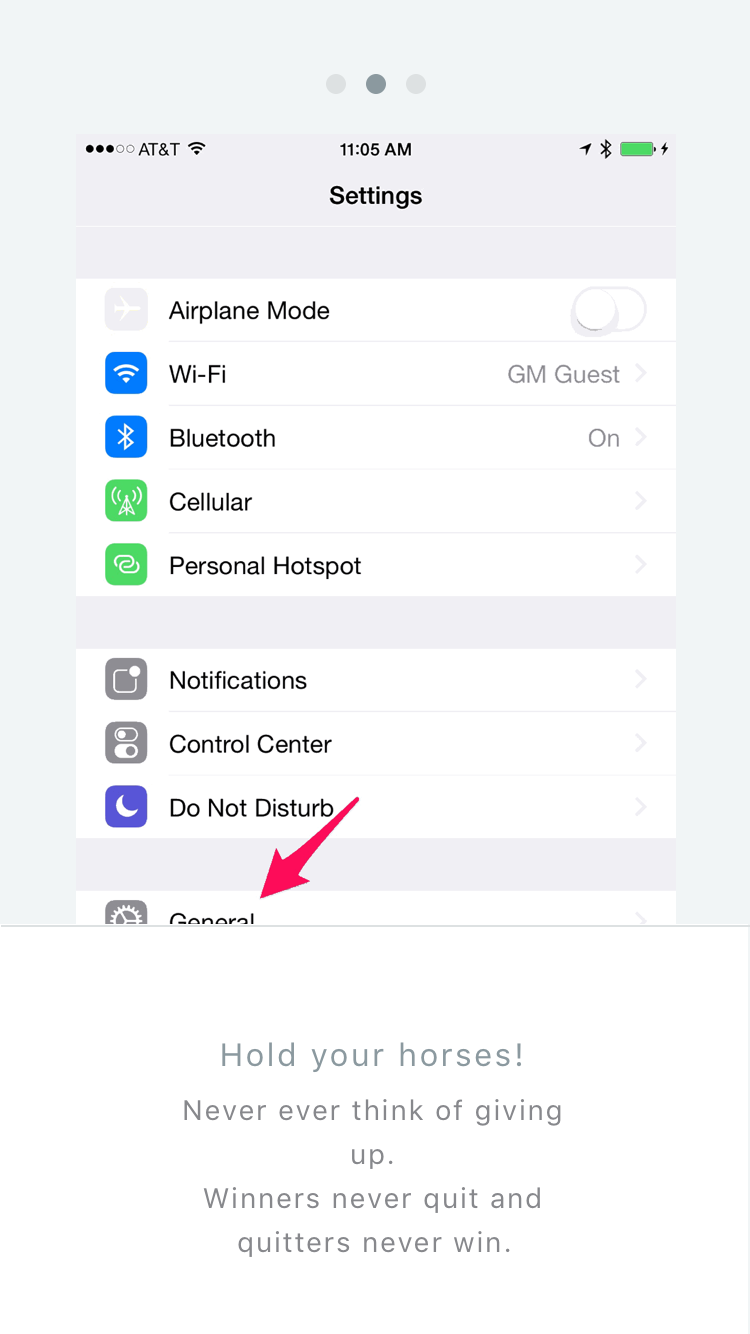 AT&T 11:05 AM
Settings
Airplane Mode
Wi-Fi GM Guest
Bluetooth On
Cellular
Personal Hotspot
Notifications
Control Center
Do Not Disturb
General
Hold your horses!
Never ever think of giving
up.
Winners never quit and
quitters never win.